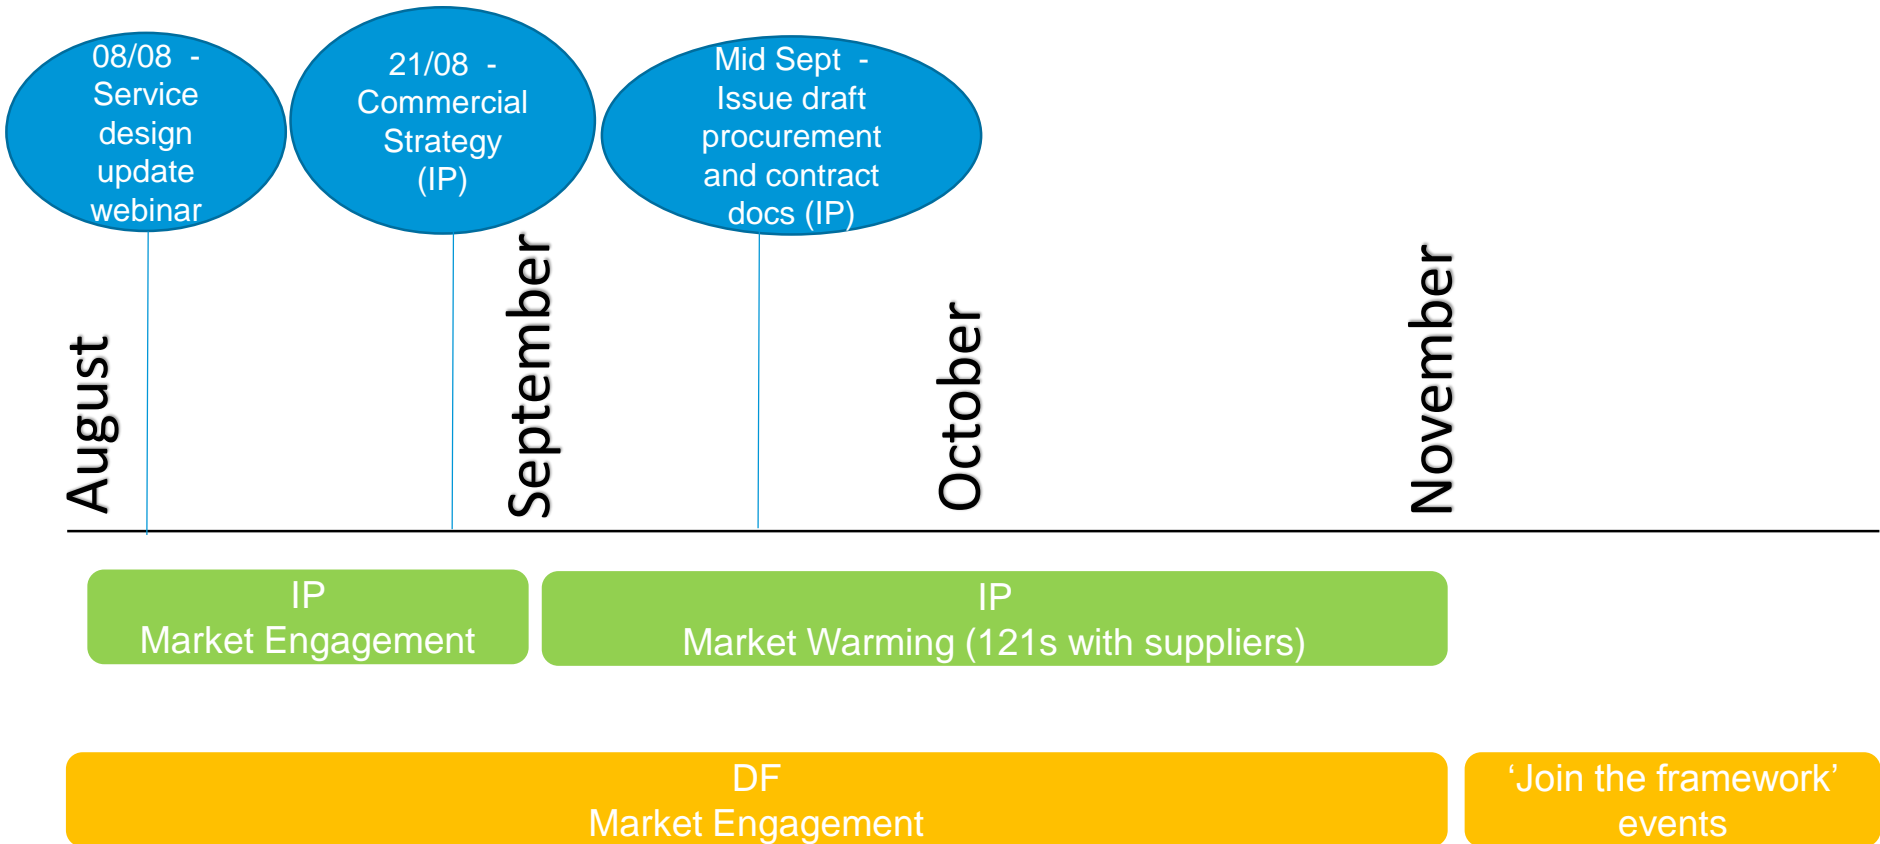 08/08 -
Service
design
update
webinar
21/08 -
Commercial
Strategy
(IP)
Mid Sept -
Issue draft
procurement
and contract
docs (IP)
August
September
October
November
IP
Market Engagement
IP
Market Warming (121s with suppliers)
DF
Market Engagement
‘Join the framework’
events